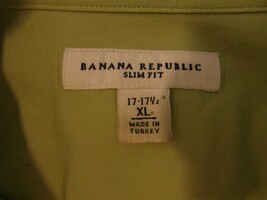 BANANA REPUBLIC
SLIM FIT
17-17½
XL
MADE IN
TURKEY